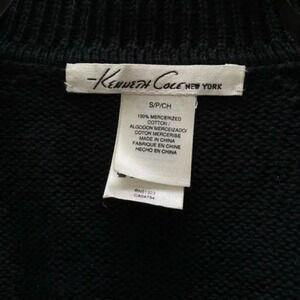 Kenneth Cole NEW YORK
S/P/CH
100% MERCERIZED
COTTON /
ALGODON MERCEIZADO/
COTON MERCERISE
MADE IN CHINA
FABRIQUE EN CHINE
HECHO EN CHINA